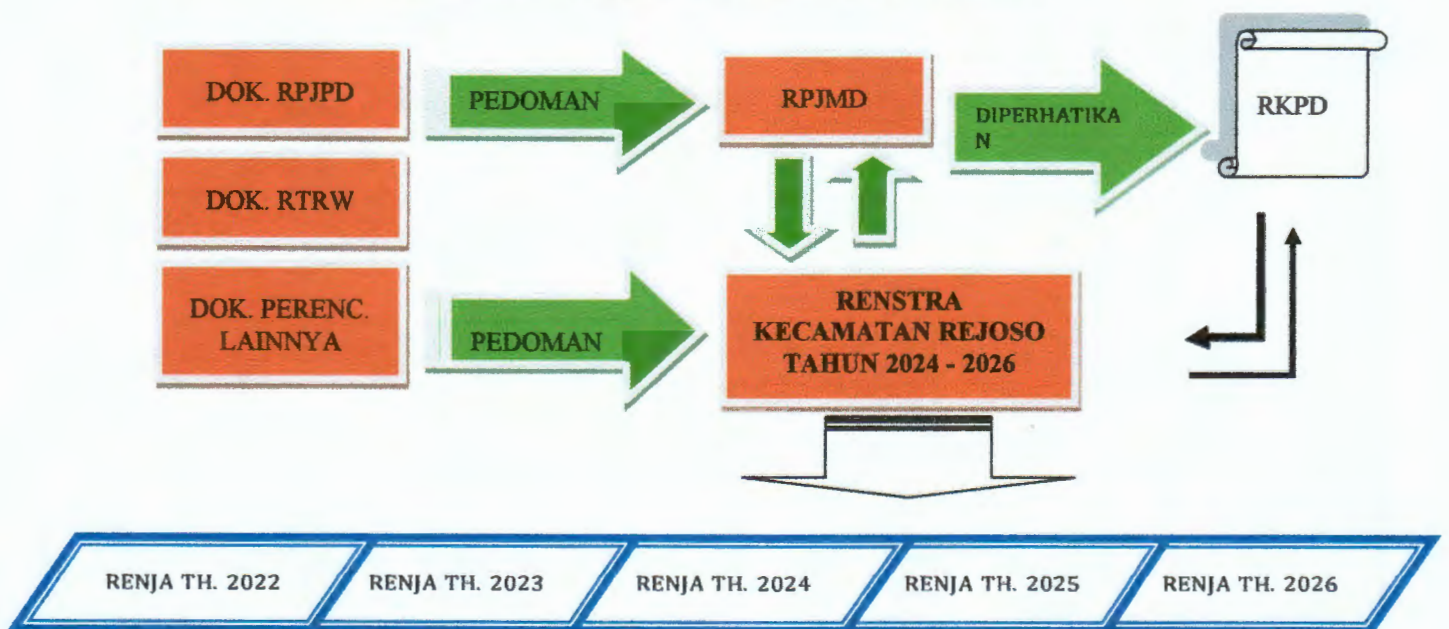 DOK. RPJPD
PEDOMAN
RPJMD
DIPERHATIKA
N
RKPD
DOK. RTRW
DOK. PERENC.
LAINNYA
PEDOMAN
RENSTRA
KECAMATAN REJOSO
TAHUN 2024 - 2026
RENJA TH. 2022
RENJA TH. 2023
RENJA TH. 2024
RENJA TH. 2025
RENJA TH. 2026